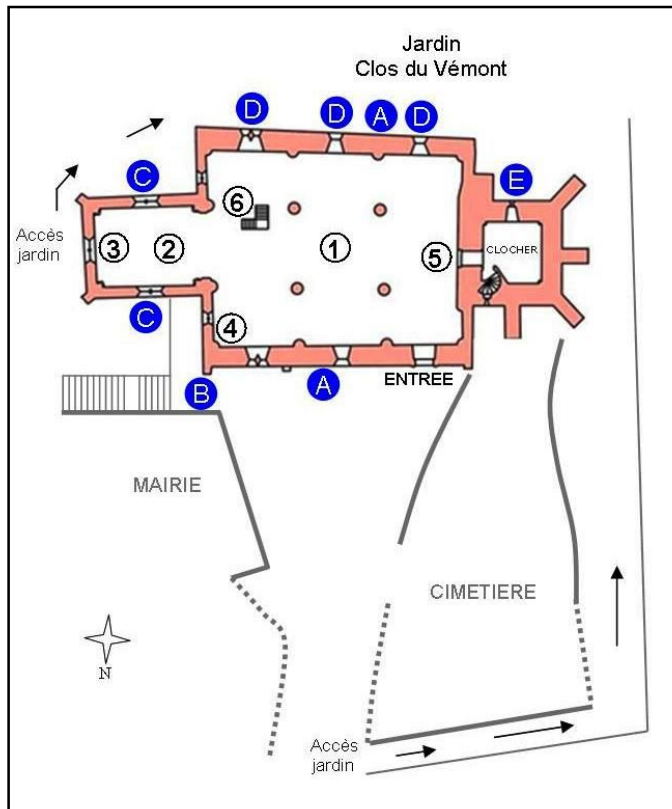 Jardin
Clos du Vémont
D
D
A
D
C
E
6
Accès
jardin
3
2
1
5
CLOCHER
C
4
B
A
ENTREE
MAIRIE
CIMETIERE
N
Accès
jardin